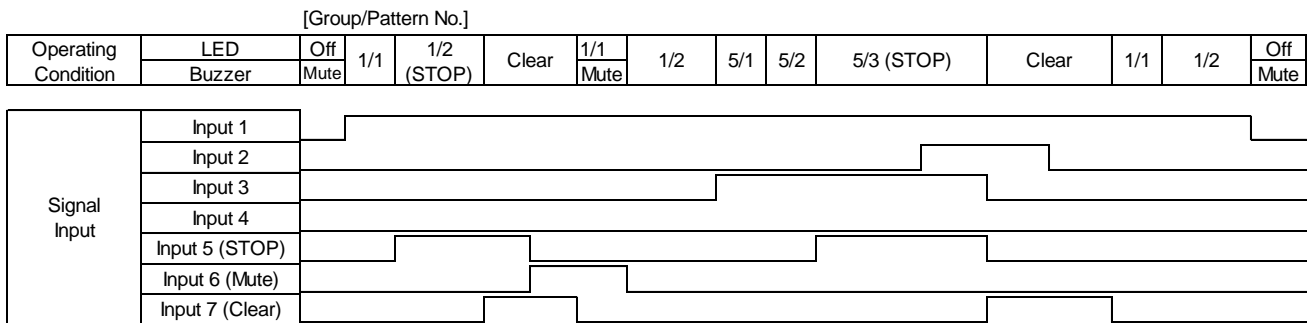 [Group/Pattern No.]
Operating Condition LED Off 1/1 1/2 (STOP) Clear 1/1 1/2 5/1 5/2 5/3 (STOP) Clear 1/1 1/2 Off
Buzzer Mute Mute Mute
Signal Input
Input 1
Input 2
Input 3
Input 4
Input 5 (STOP)
Input 6 (Mute)
Input 7 (Clear)